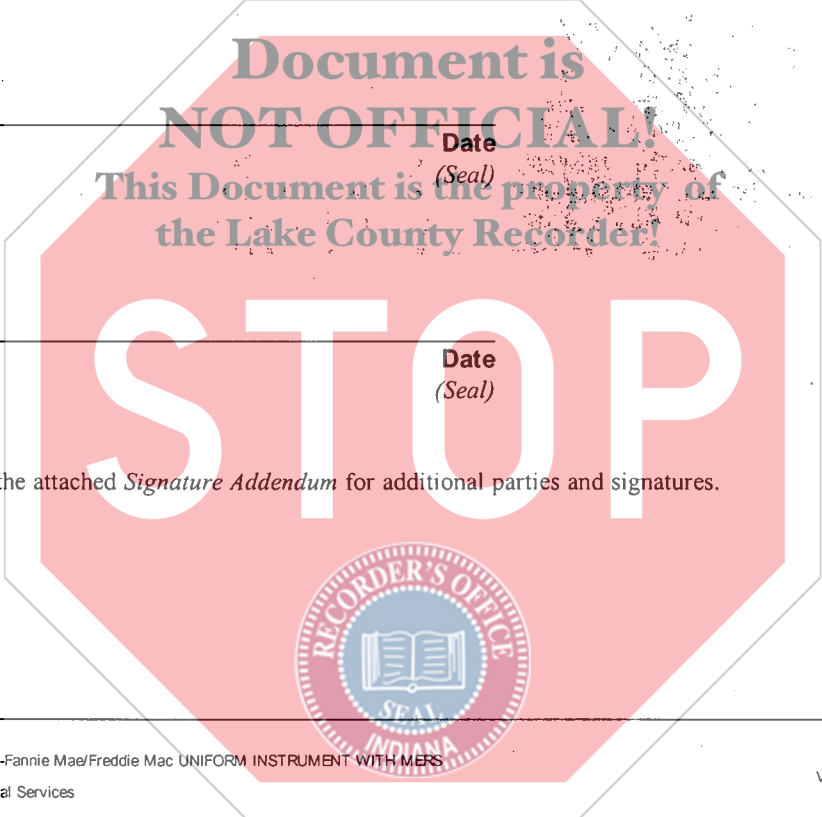 Document is
NOT OFFICIAL!
Date
(Seal)
This Document is the property of
the Lake County Recorder!
STOP
Date
(Seal)
the attached Signature Addendum for additional parties and signatures.
RECORDER'S OFFICE
SEAL
INDIANA
-Fannie Mae/Freddie Mac UNIFORM INSTRUMENT WITH MERS
al Services